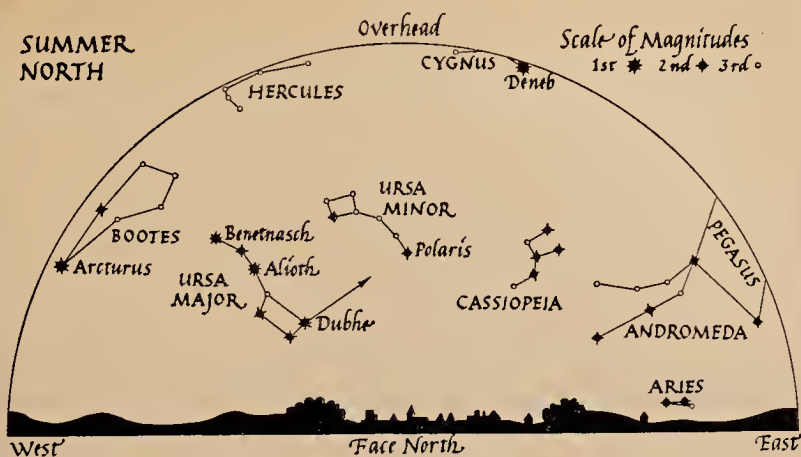 Overhead
SUMMER
NORTH
Scale of Magnitudes
1st 2nd 3rd
CYGNUS
Deneb
HERCULES
URSA
MINOR
BOOTES
Benetnasch
Polaris
PEGASUS
Arcturus
Alioth
URSA
MAJOR
CASSIOPEIA
Dubhe
ANDROMEDA
ARIES
West
Face North
East